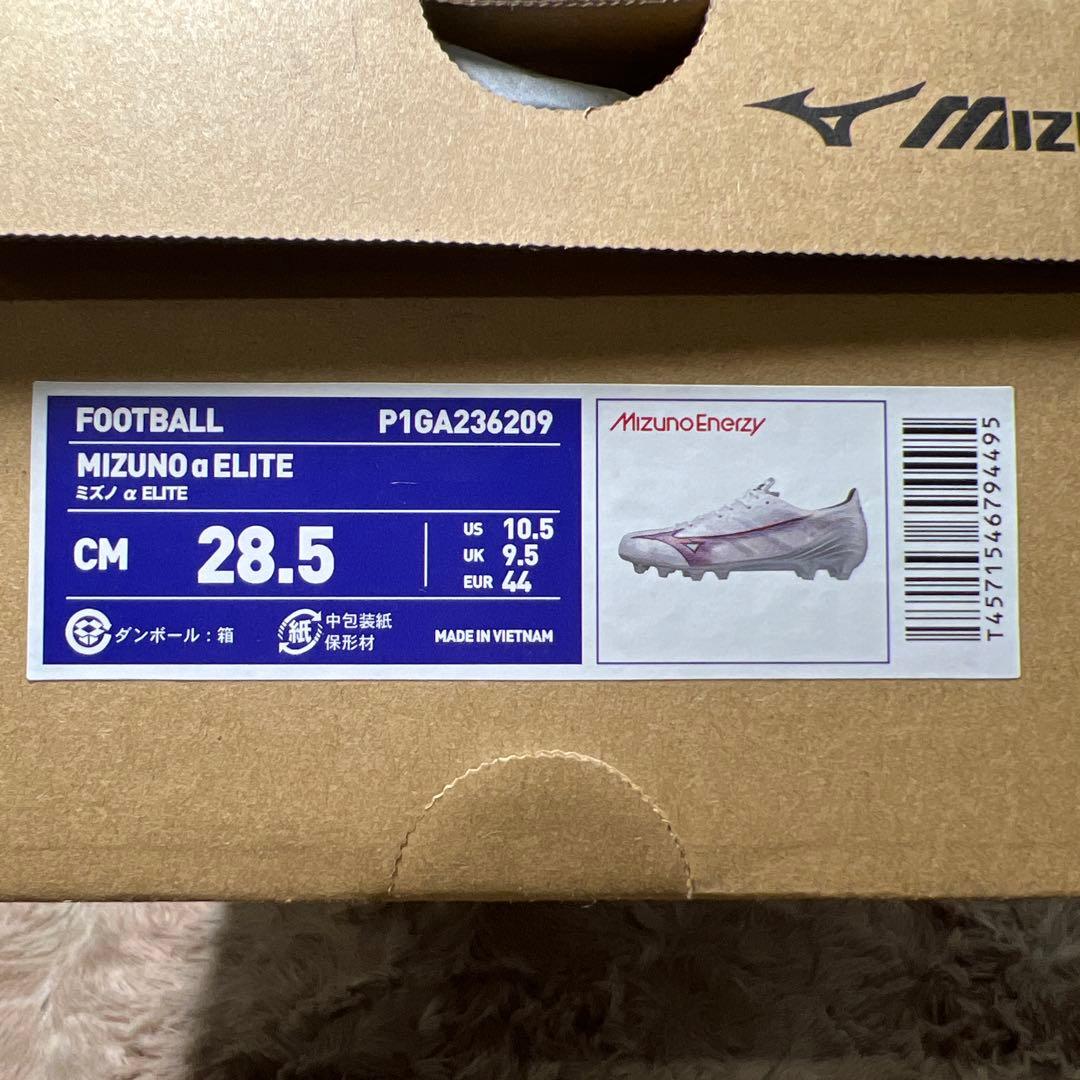 MIZU
FOOTBALL P1GA236209
MIZUNO α ELITE
ミズノ α ELITE
CM 28.5
US 10.5
UK 9.5
EUR 44
ダンボール：箱
紙 中包装紙
保形材
MADE IN VIETNAM
MizunoEnerzy
T4571546794495